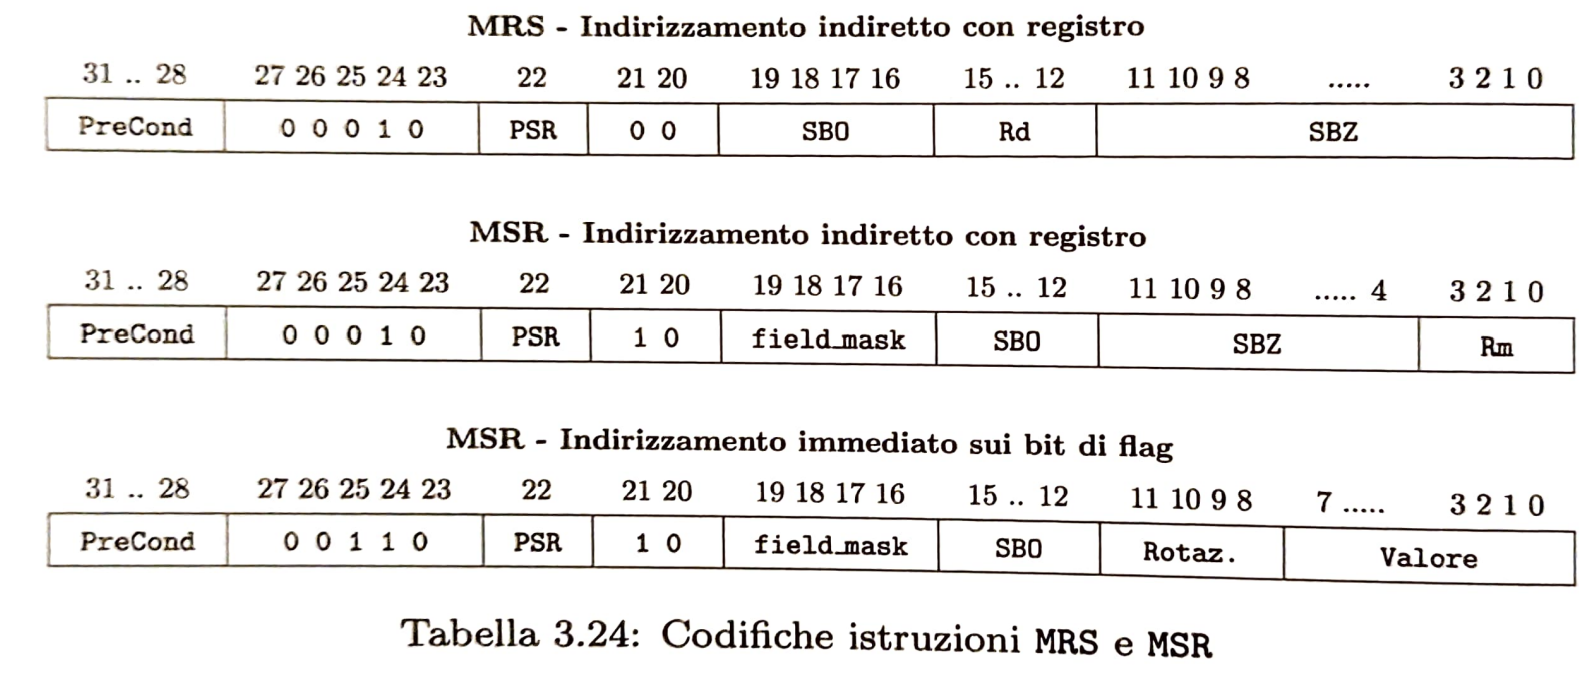 MRS - Indirizzamento indiretto con registro
31 .. 28 27 26 25 24 23 22 21 20 19 18 17 16 15 .. 12 11 10 9 8 ..... 3 2 1 0
PreCond 0 0 0 1 0 PSR 0 0 SBO Rd SBZ
MSR - Indirizzamento indiretto con registro
31 .. 28 27 26 25 24 23 22 21 20 19 18 17 16 15 .. 12 11 10 9 8 ..... 4 3 2 1 0
PreCond 0 0 0 1 0 PSR 1 0 field_mask SBO SBZ Rm
MSR - Indirizzamento immediato sui bit di flag
31 .. 28 27 26 25 24 23 22 21 20 19 18 17 16 15 .. 12 11 10 9 8 7 ..... 3 2 1 0
PreCond 0 0 1 1 0 PSR 1 0 field_mask SBO Rotaz. Valore
Tabella 3.24: Codifiche istruzioni MRS e MSR